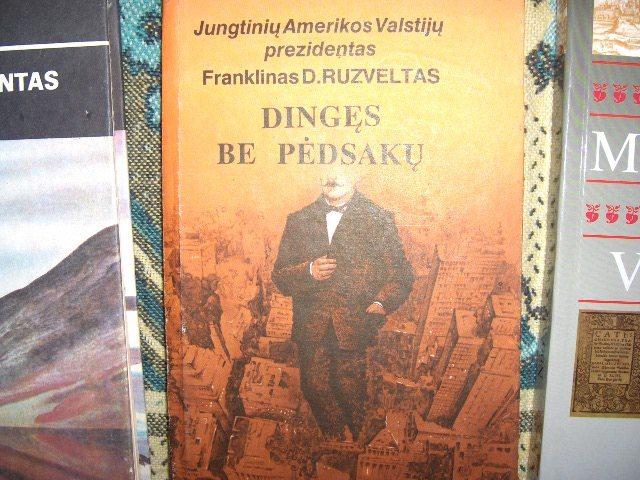 NTAS
Jungtinių Amerikos Valstijų
prezidentas
Franklinas D. RUZVELTAS
DINGĘS
BE PĖDSAKŲ
M
V